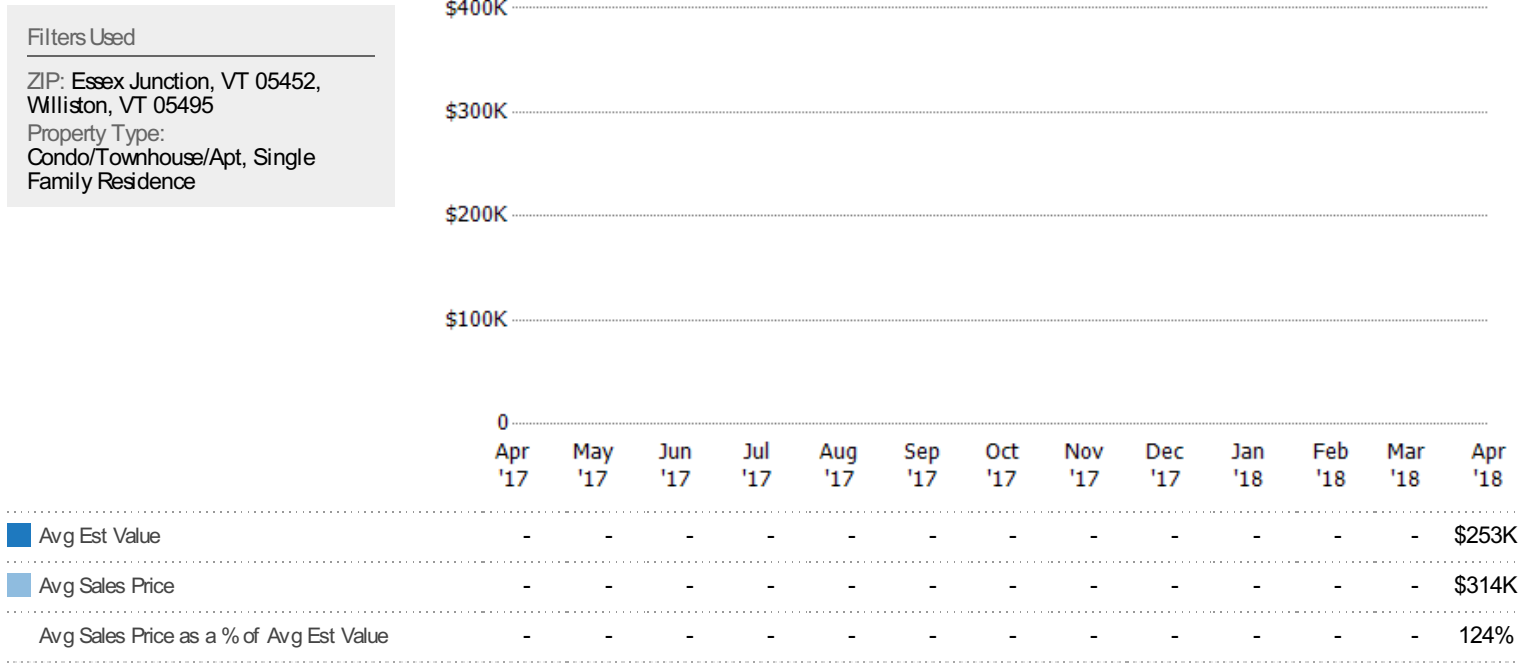 Filters Used
ZIP: Essex Junction, VT 05452,
Williston, VT 05495
Property Type:
Condo/Townhouse/Apt, Single
Family Residence
$400K
$300K
$200K
$100K
0
Apr May Jun Jul Aug Sep Oct Nov Dec Jan Feb Mar Apr
'17 '17 '17 '17 '17 '17 '17 '17 '17 '18 '18 '18 '18
Avg Est Value - - - - - - - - - - - - $253K
Avg Sales Price - - - - - - - - - - - - $314K
Avg Sales Price as a % of Avg Est Value - - - - - - - - - - - - 124%